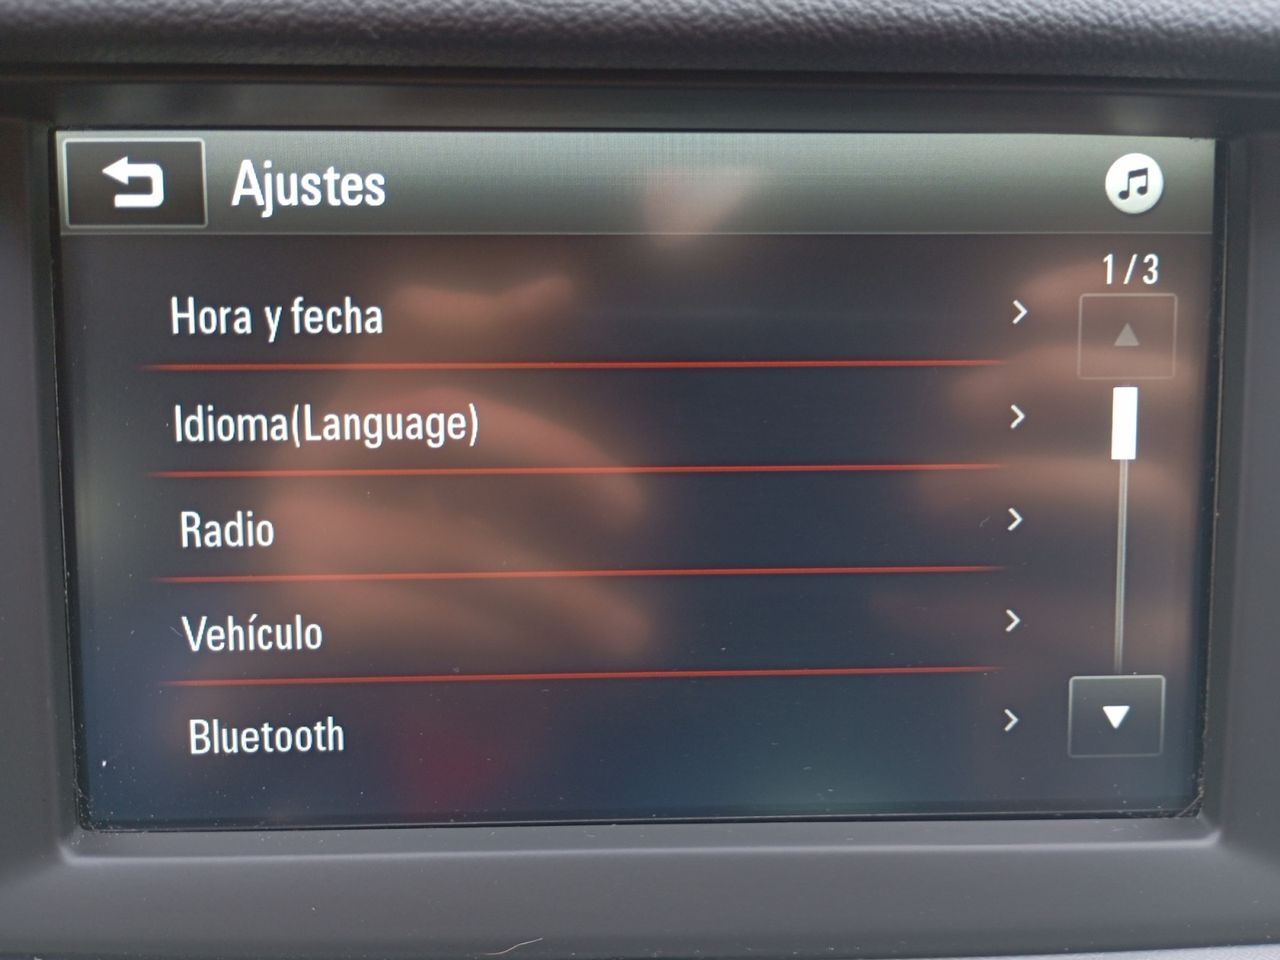 Ajustes
1/3
Hora y fecha
Idioma(Language)
Radio
Vehículo
Bluetooth